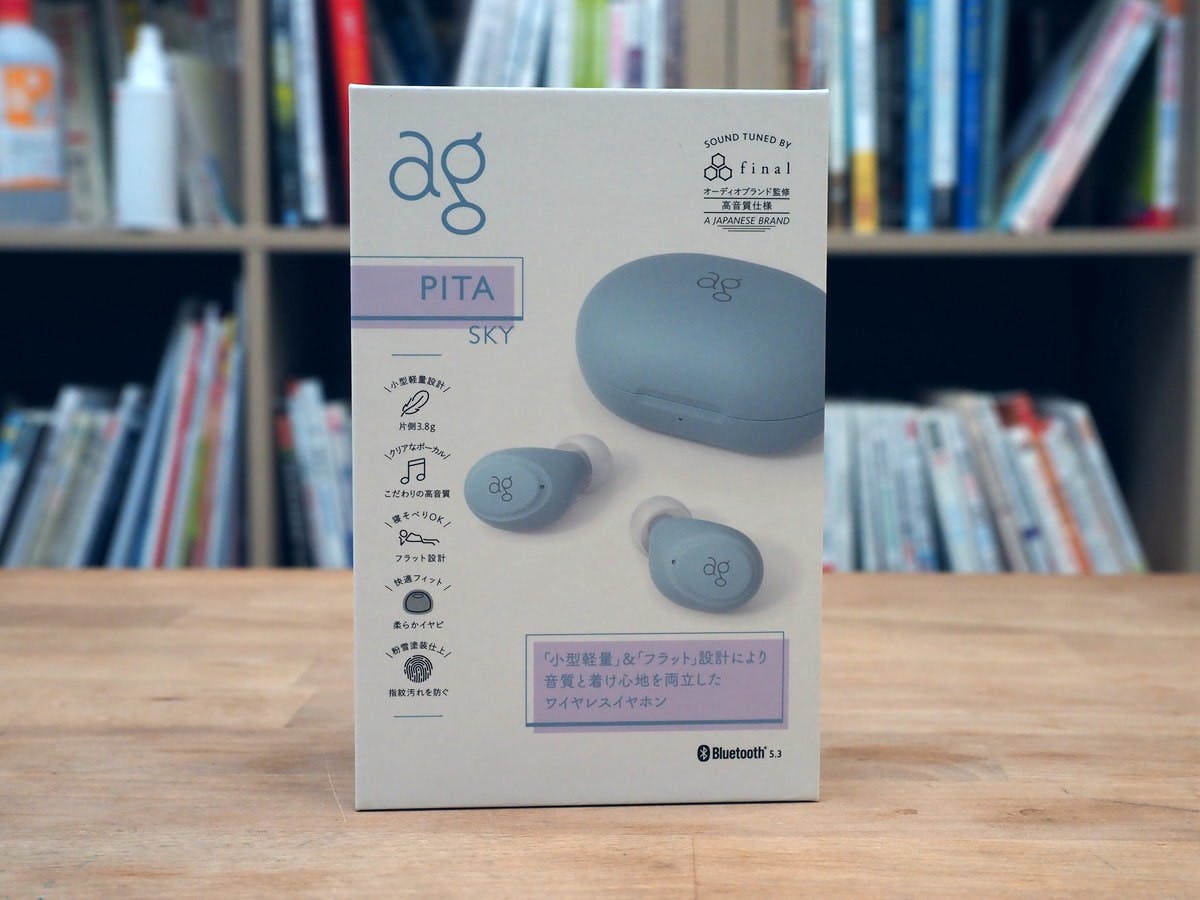 ag
SOUND TUNED BY
final
オーディオブランド監修
高音質仕様
A JAPANESE BRAND
PITA
SKY
ag
小型軽量設計
片側3.8g
クリアなボーカル
こだわりの高音質
寝そべりOK
フラット設計
快適フィット
柔らかイヤピ
粉雪塗装仕上
指紋汚れを防ぐ
ag
ag
「小型軽量」&「フラット」設計により
音質と着け心地を両立した
ワイヤレスイヤホン
Bluetooth® 5.3